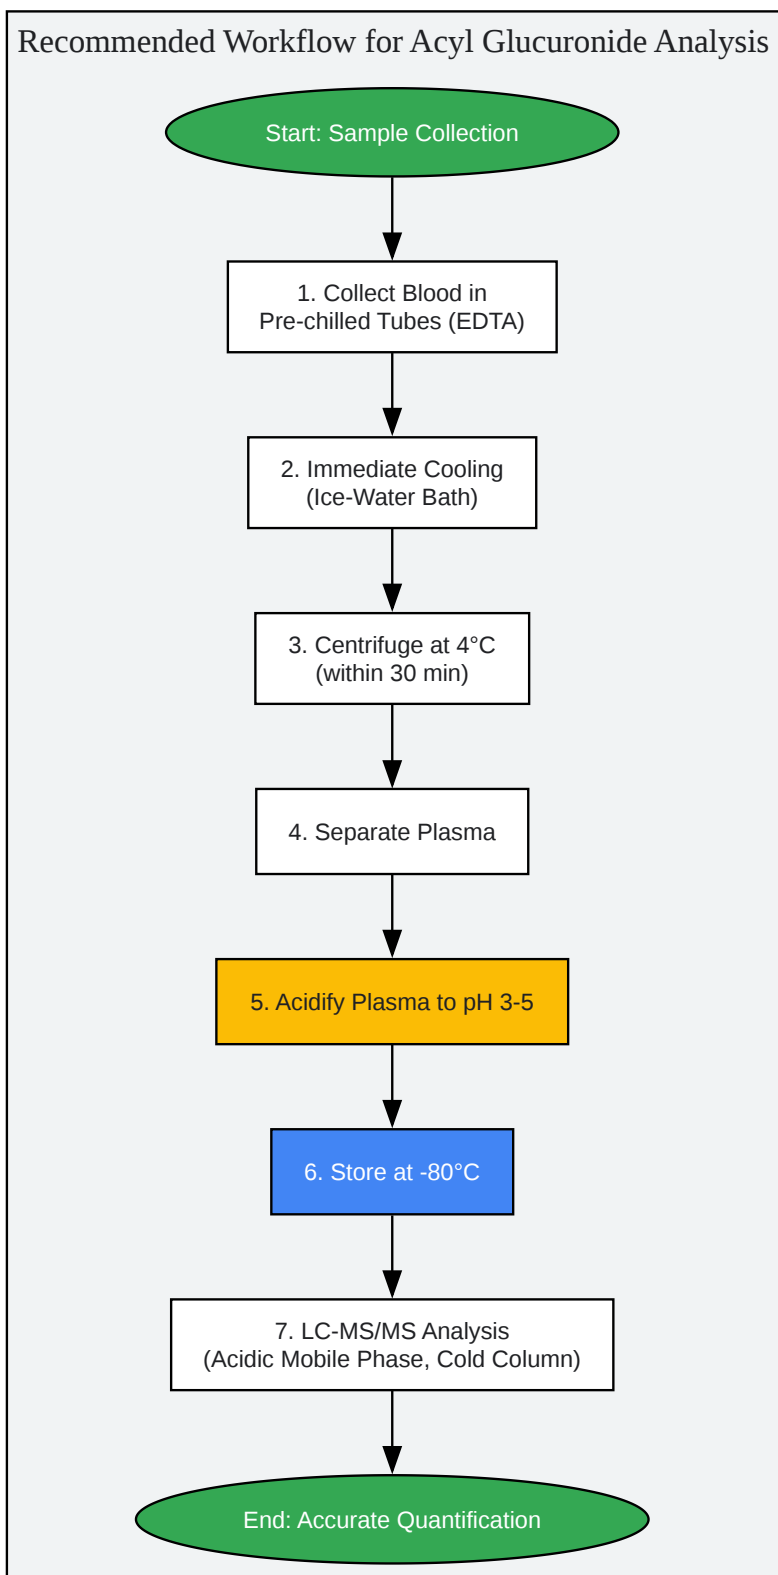 Recommended Workflow for Acyl Glucuronide Analysis
Start: Sample Collection
1. Collect Blood in
Pre-chilled Tubes (EDTA)
2. Immediate Cooling
(Ice-Water Bath)
3. Centrifuge at 4°C
(within 30 min)
4. Separate Plasma
5. Acidify Plasma to pH 3-5
6. Store at -80°C
7. LC-MS/MS Analysis
(Acidic Mobile Phase, Cold Column)
End: Accurate Quantification